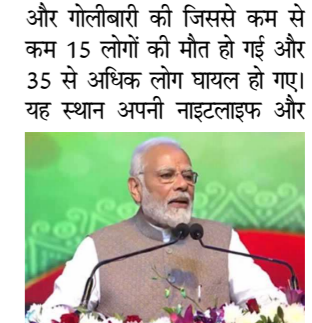 और गोलीबारी की जिससे कम से
कम 15 लोगों की मौत हो गई और
35 से अधिक लोग घायल हो गए।
यह स्थान अपनी नाइटलाइफ और